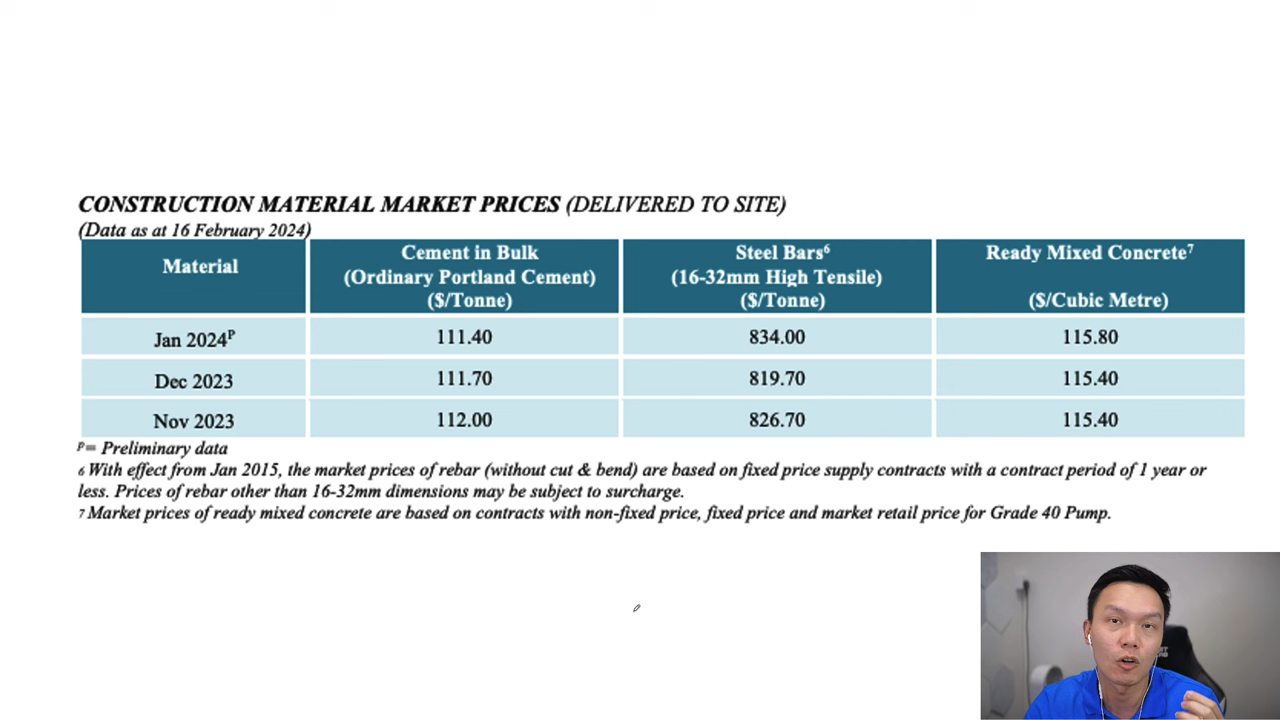 CONSTRUCTION MATERIAL MARKET PRICES (DELIVERED TO SITE)
(Data as at 16 February 2024)
Material Cement in Bulk (Ordinary Portland Cement) ($/Tonne) Steel Bars⁶ (16-32mm High Tensile) ($/Tonne) Ready Mixed Concrete⁷ ($/Cubic Metre)
Jan 2024ᴾ 111.40 834.00 115.80
Dec 2023 111.70 819.70 115.40
Nov 2023 112.00 826.70 115.40
ᴾ= Preliminary data
6 With effect from Jan 2015, the market prices of rebar (without cut & bend) are based on fixed price supply contracts with a contract period of 1 year or
less. Prices of rebar other than 16-32mm dimensions may be subject to surcharge.
7 Market prices of ready mixed concrete are based on contracts with non-fixed price, fixed price and market retail price for Grade 40 Pump.